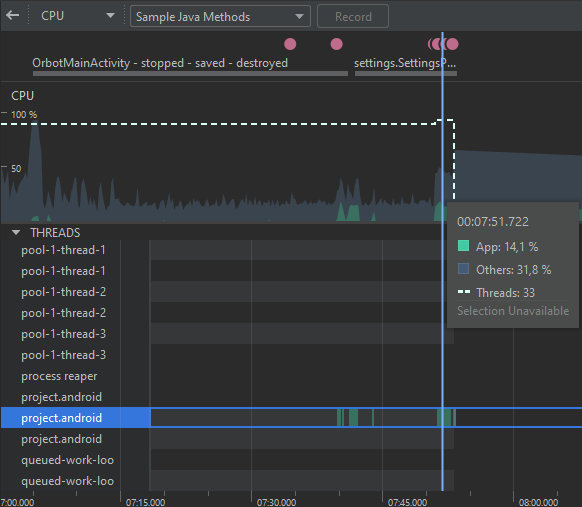 CPU
Sample Java Methods
Record
OrbotMainActivity - stopped - saved - destroyed
settings.SettingsP...
CPU
100 %
50
00:07:51.722
App: 14,1 %
Others: 31,8 %
Threads: 33
Selection Unavailable
THREADS
pool-1-thread-1
pool-1-thread-1
pool-1-thread-2
pool-1-thread-2
pool-1-thread-3
pool-1-thread-3
process reaper
project.android
project.android
project.android
queued-work-loo
queued-work-loo
7:00.000
07:15.000
07:30.000
07:45.000
08:00.000